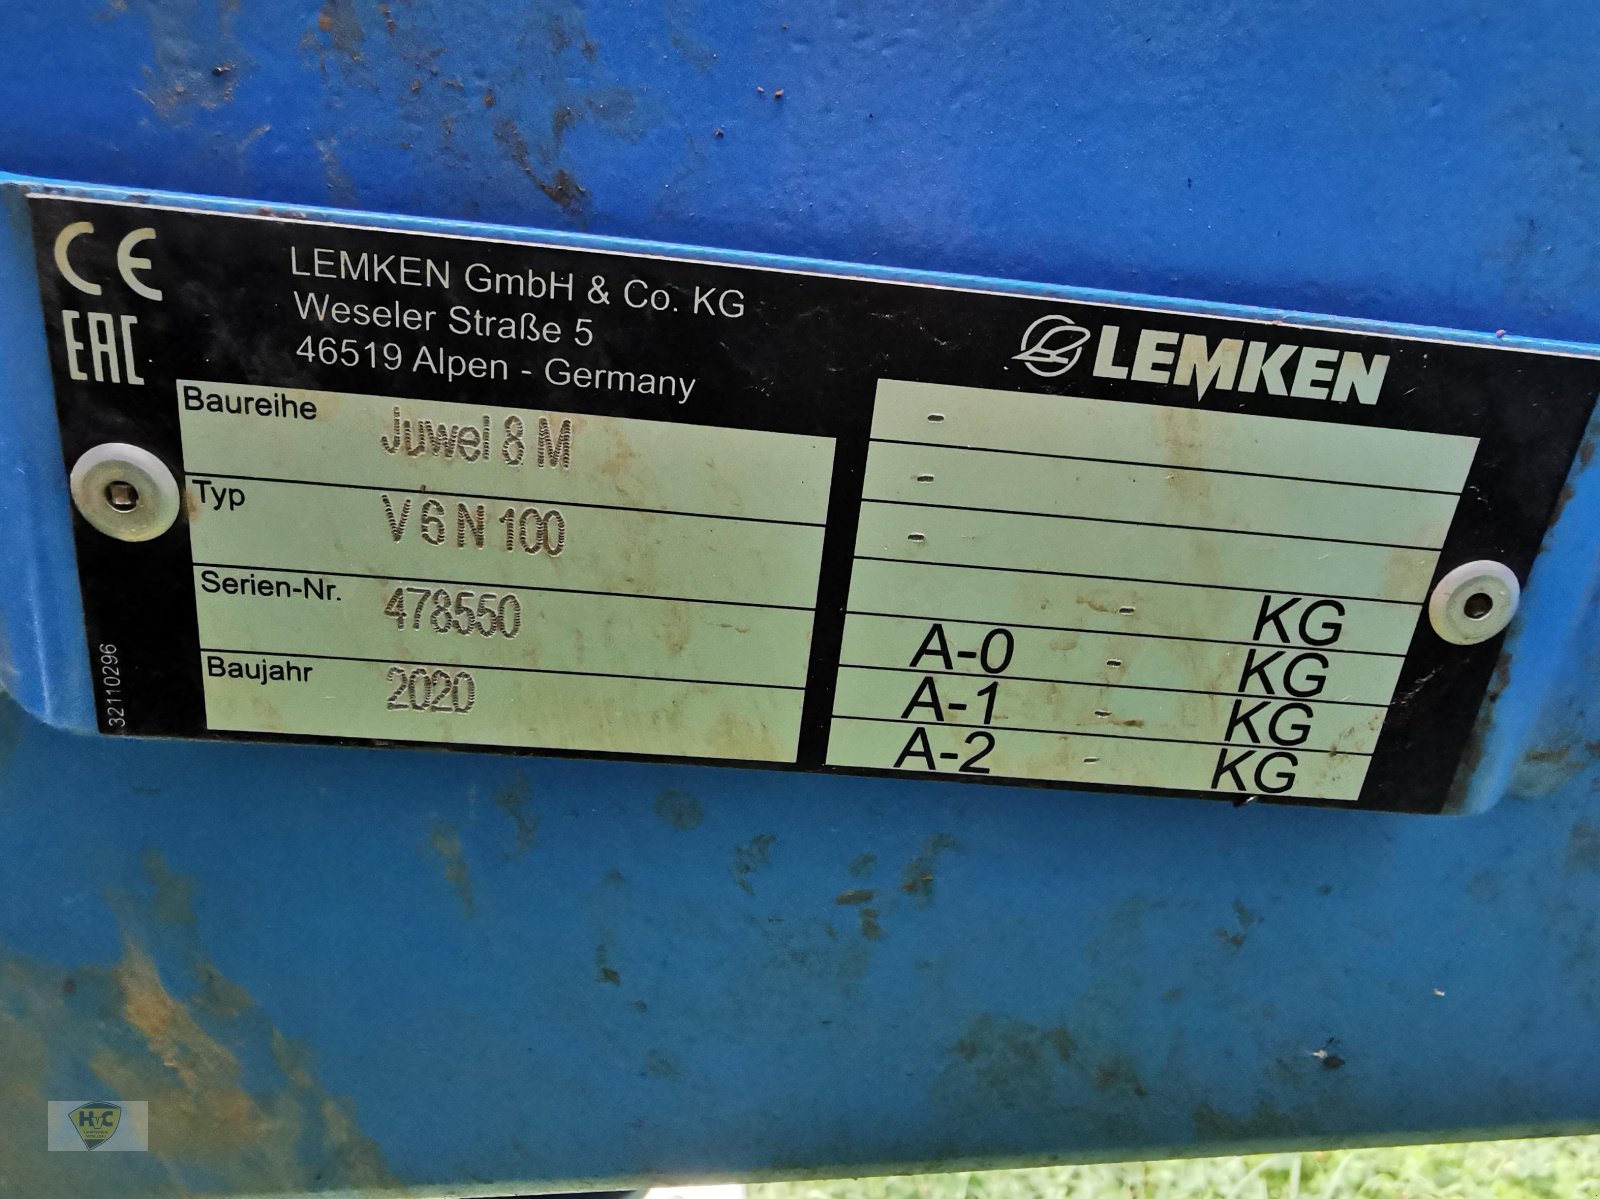 CE
EAC
LEMKEN GmbH & Co. KG
Weseler Straße 5
46519 Alpen - Germany
LEMKEN
Baureihe Juwel 8 M
Typ V 6 N 100
Serien-Nr. 478550
Baujahr 2020
32110296
-
-
-
- KG
A-0 - KG
A-1 - KG
A-2 - KG
HvC